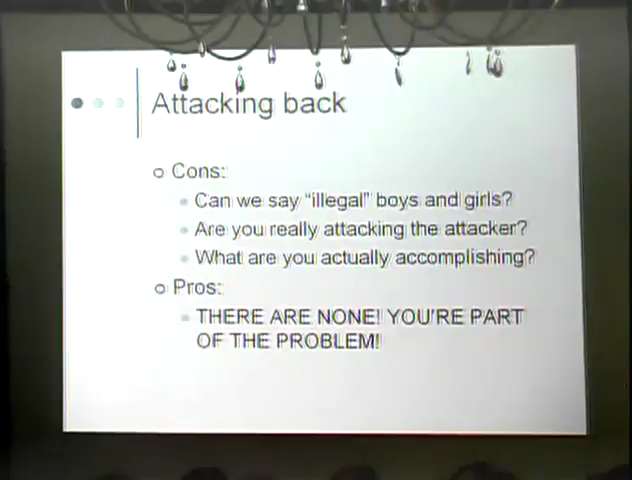 Attacking back
Cons:
Can we say “illegal” boys and girls?
Are you really attacking the attacker?
What are you actually accomplishing?
Pros:
THERE ARE NONE! YOU'RE PART
OF THE PROBLEM!